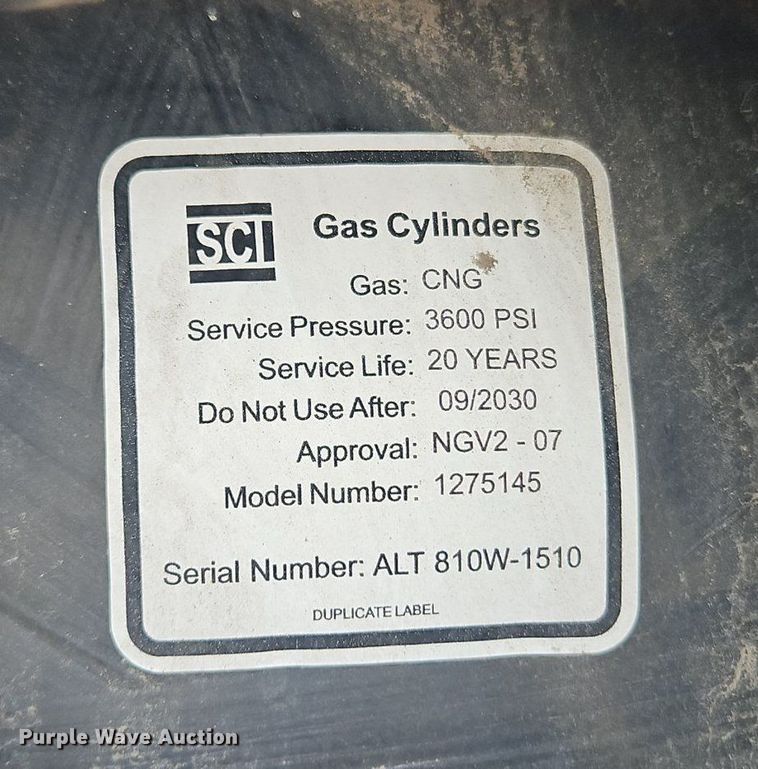 SCI
Gas Cylinders
Gas: CNG
Service Pressure: 3600 PSI
Service Life: 20 YEARS
Do Not Use After: 09/2030
Approval: NGV2 - 07
Model Number: 1275145
Serial Number: ALT 810W-1510
DUPLICATE LABEL
Purple Wave Auction